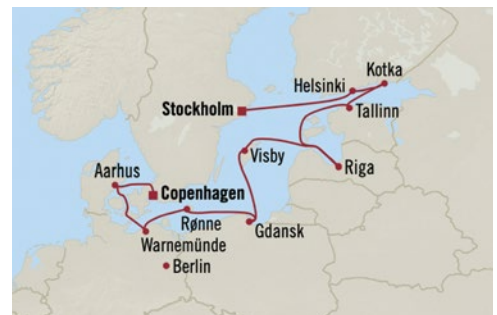 Kotka
Helsinki
Stockholm
Tallinn
Visby
Riga
Aarhus
Copenhagen
Rønne
Gdansk
Warnemünde
Berlin